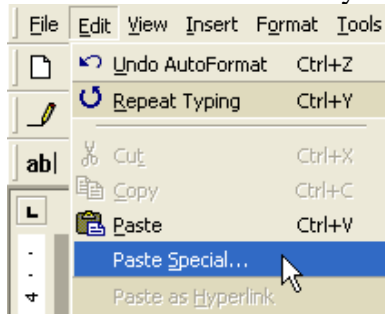 File Edit View Insert Format Tools
Undo AutoFormat Ctrl+Z
Repeat Typing Ctrl+Y
Cut Ctrl+X
Copy Ctrl+C
Paste Ctrl+V
Paste Special...
Paste as Hyperlink
ab|
L
4